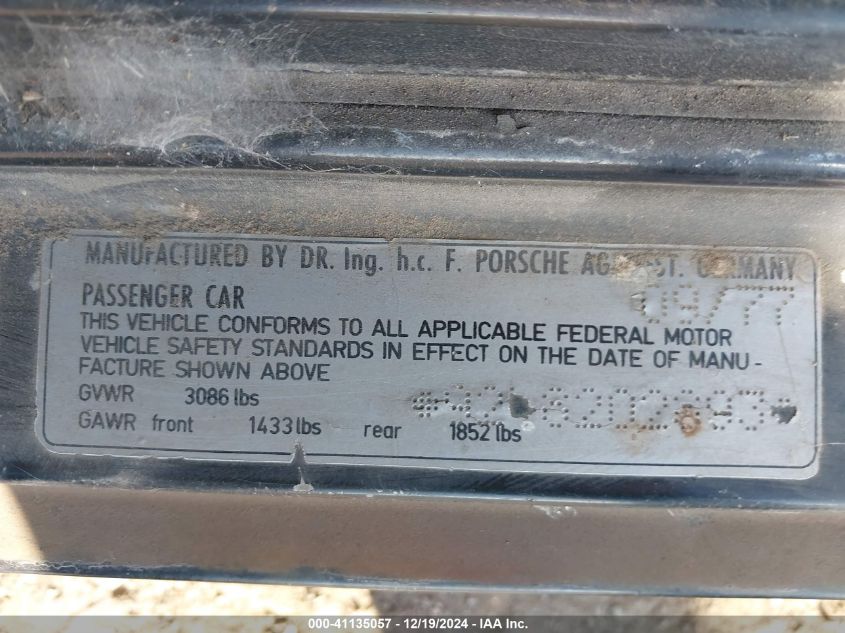 MANUFACTURED BY DR. Ing. h.c. F. PORSCHE AG WEST. GERMANY
PASSENGER CAR
THIS VEHICLE CONFORMS TO ALL APPLICABLE FEDERAL MOTOR
VEHICLE SAFETY STANDARDS IN EFFECT ON THE DATE OF MANU-
FACTURE SHOWN ABOVE
GVWR 3086 lbs
GAWR front 1433 lbs rear 1852 lbs
000-41135057 - 12/19/2024 - IAA Inc.